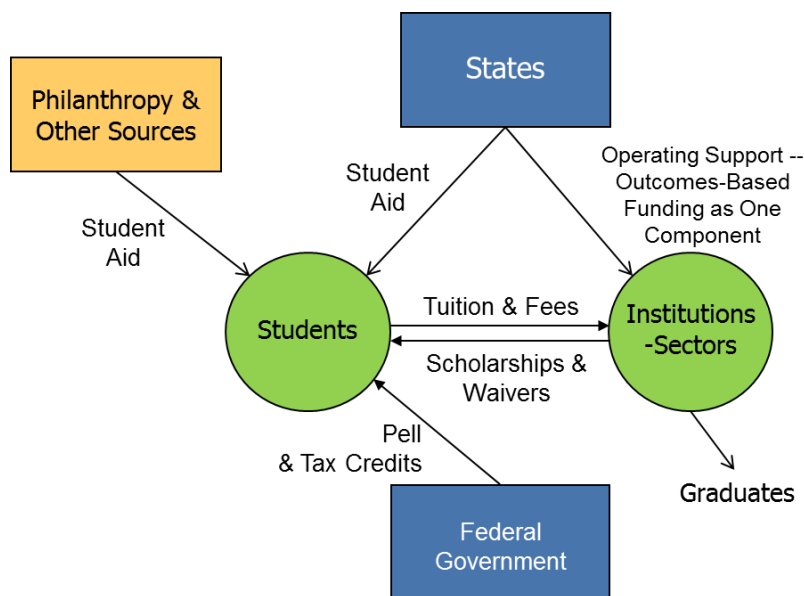 States
Philanthropy &
Other Sources
Operating Support --
Outcomes-Based
Funding as One
Component
Student
Aid
Student
Aid
Students
Tuition & Fees
Scholarships &
Waivers
Institutions
-Sectors
Pell
& Tax Credits
Graduates
Federal
Government